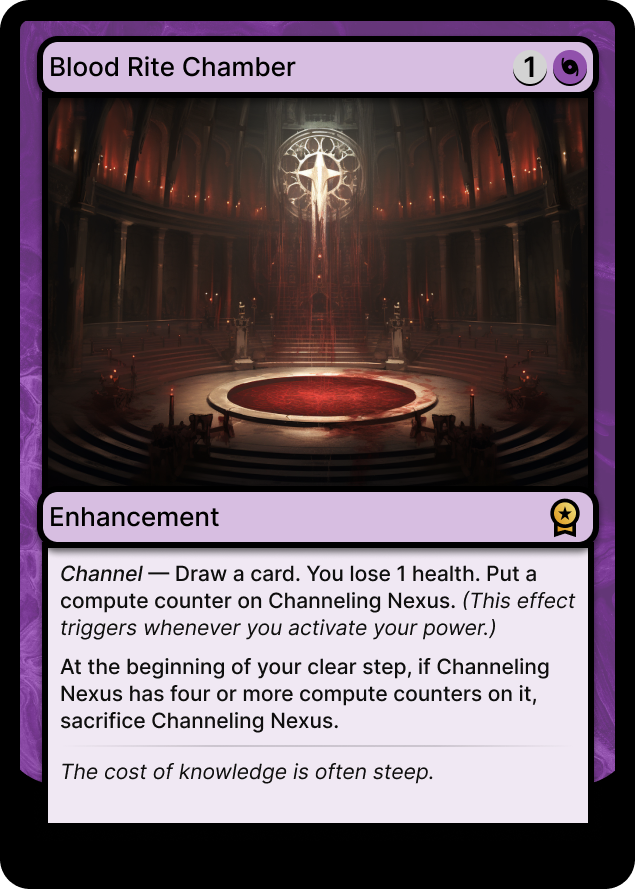 Blood Rite Chamber
1
Enhancement
Channel — Draw a card. You lose 1 health. Put a
compute counter on Channeling Nexus. (This effect
triggers whenever you activate your power.)
At the beginning of your clear step, if Channeling
Nexus has four or more compute counters on it,
sacrifice Channeling Nexus.
The cost of knowledge is often steep.